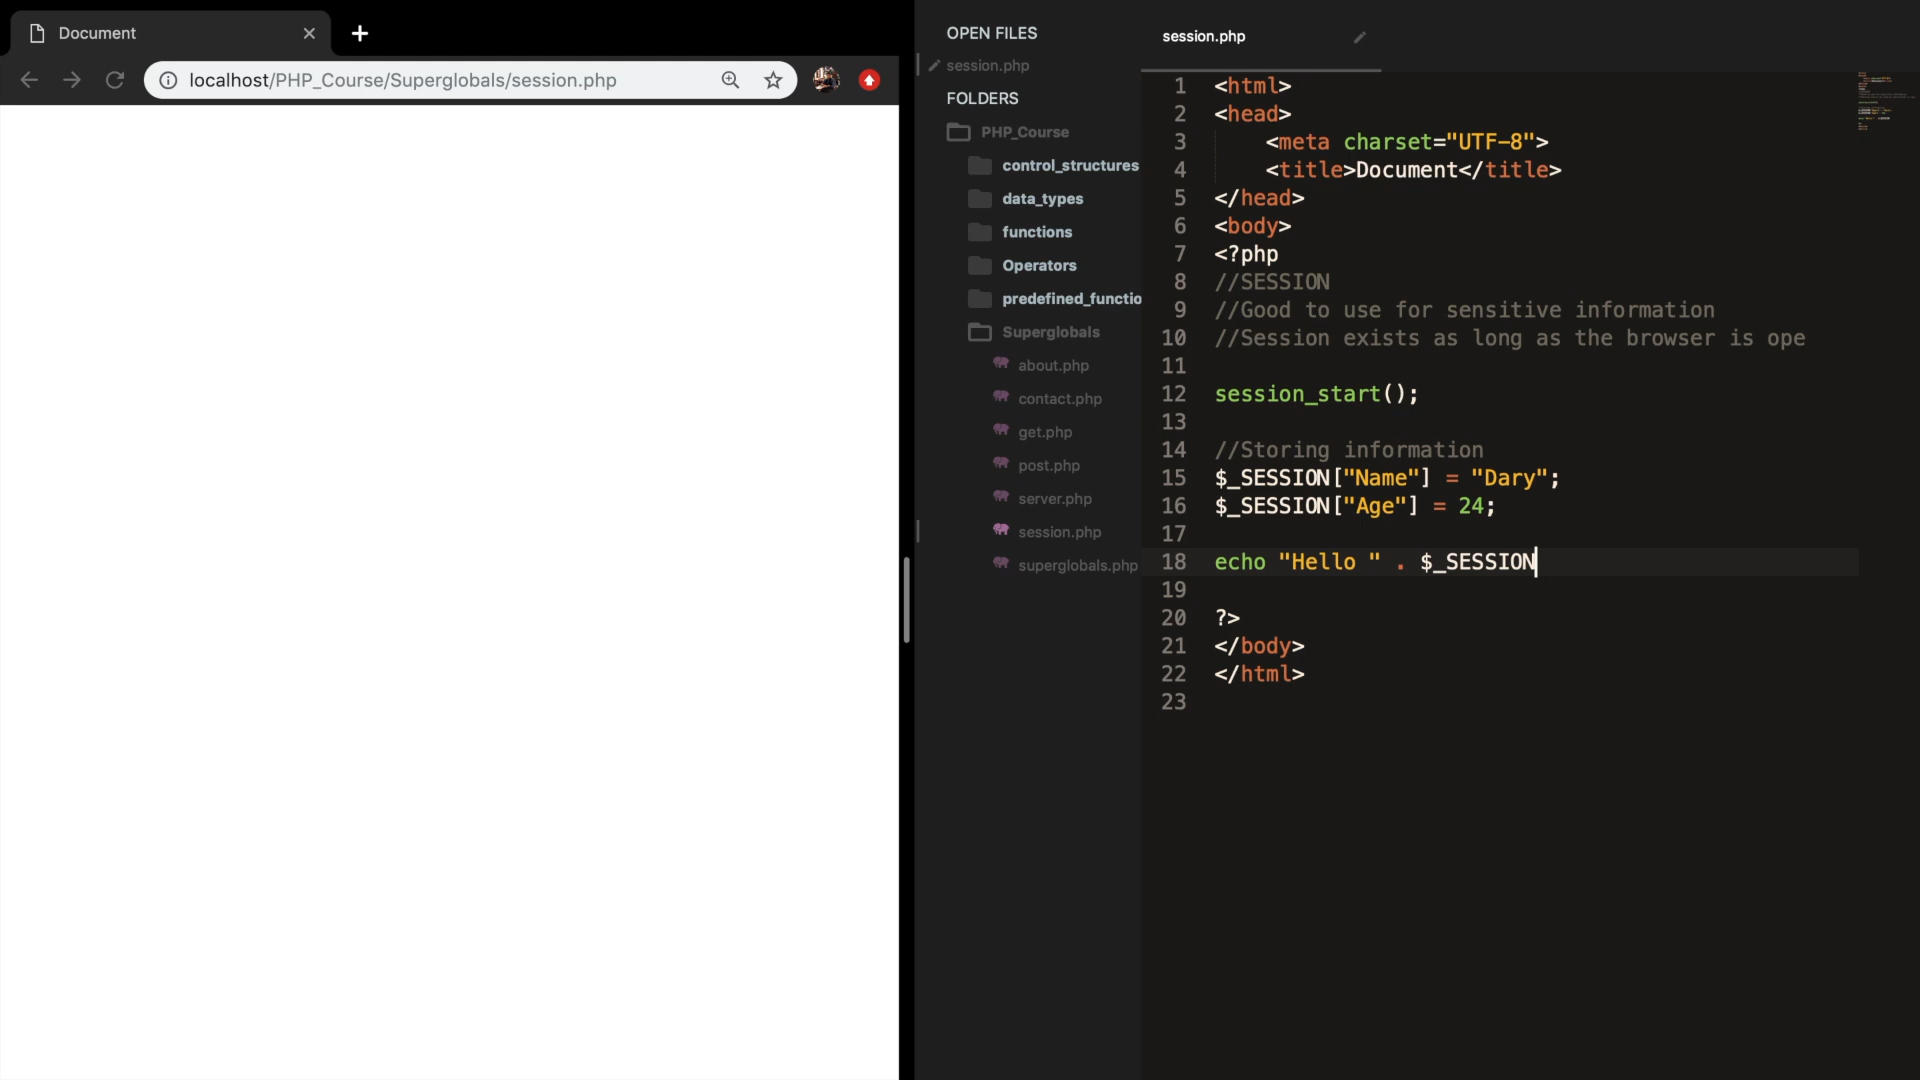 Document
localhost/PHP_Course/Superglobals/session.php
OPEN FILES
session.php
FOLDERS
PHP_Course
control_structures
data_types
functions
Operators
predefined_functio
Superglobals
about.php
contact.php
get.php
post.php
server.php
session.php
superglobals.php
session.php
1 <html>
2 <head>
3 <meta charset="UTF-8">
4 <title>Document</title>
5 </head>
6 <body>
7 <?php
8 //SESSION
9 //Good to use for sensitive information
10 //Session exists as long as the browser is ope
11
12 session_start();
13
14 //Storing information
15 $_SESSION["Name"] = "Dary";
16 $_SESSION["Age"] = 24;
17
18 echo "Hello " . $_SESSION
19
20 ?>
21 </body>
22 </html>
23